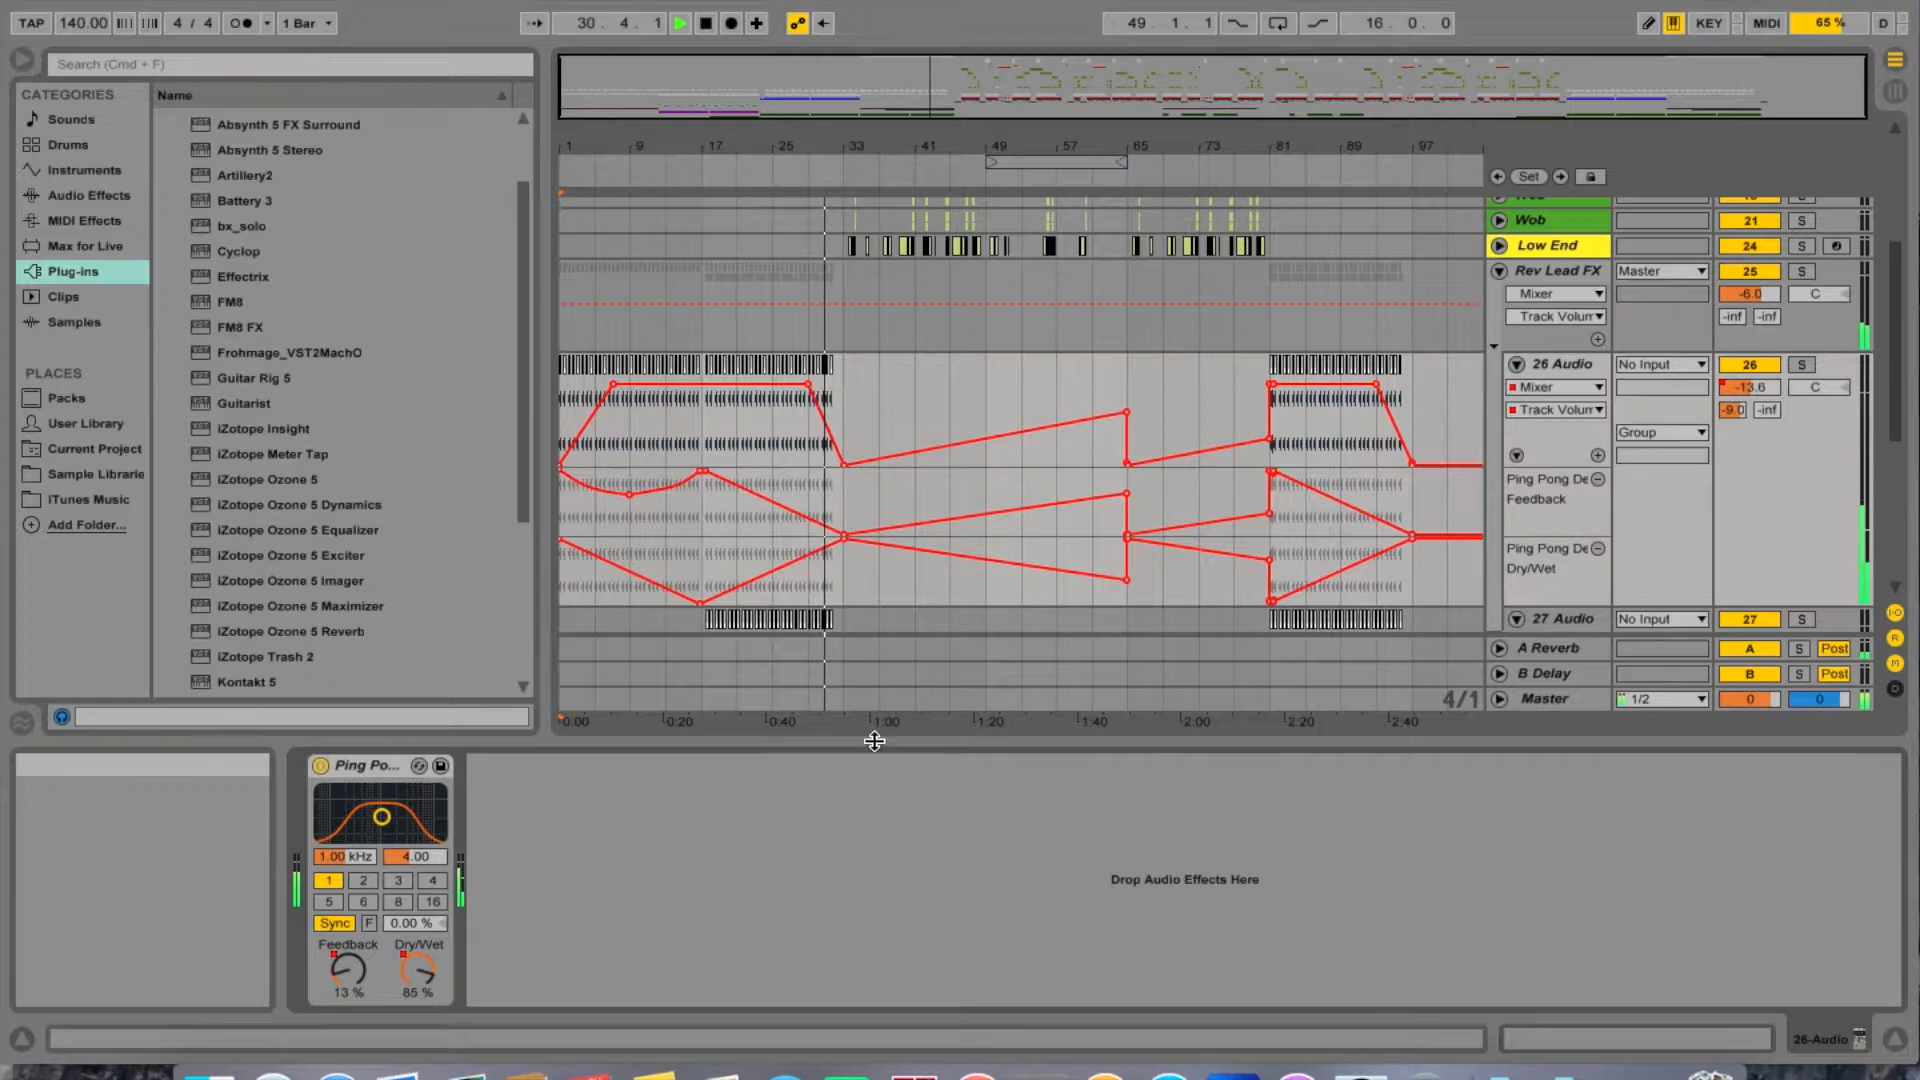 TAP 140.00 4 / 4 1 Bar 30. 4. 1 49. 1. 1 16. 0. 0 KEY MIDI 65 % D
Search (Cmd + F)
CATEGORIES
Sounds
Drums
Instruments
Audio Effects
MIDI Effects
Max for Live
Plug-ins
Clips
Samples
PLACES
Packs
User Library
Current Project
Sample Librarie
iTunes Music
Add Folder...
Name
Absynth 5 FX Surround
Absynth 5 Stereo
Artillery2
Battery 3
bx_solo
Cyclop
Effectrix
FM8
FM8 FX
Frohmage_VST2MachO
Guitar Rig 5
Guitarist
iZotope Insight
iZotope Meter Tap
iZotope Ozone 5
iZotope Ozone 5 Dynamics
iZotope Ozone 5 Equalizer
iZotope Ozone 5 Exciter
iZotope Ozone 5 Imager
iZotope Ozone 5 Maximizer
iZotope Ozone 5 Reverb
iZotope Trash 2
Kontakt 5
1 9 17 25 33 41 49 57 65 73 81 89 97
Set
Wob 21
Low End 24 S
Rev Lead FX Master 25 S
Mixer -6.0 C
Track Volum -inf -inf
26 Audio No Input 26 S
Mixer -13.6 C
Track Volum -9.0 -inf
Group
Ping Pong De
Feedback
Ping Pong De
Dry/Wet
27 Audio No Input 27 S
A Reverb A S Post
B Delay B S Post
4/1 Master 1/2 0 0
0:00 0:20 0:40 1:00 1:20 1:40 2:00 2:20 2:40
I-O
R
M
D
Ping Po...
1.00 kHz 4.00
1 2 3 4
5 6 8 16
Sync F 0.00 %
Feedback Dry/Wet
13 % 85 %
Drop Audio Effects Here
26-Audio